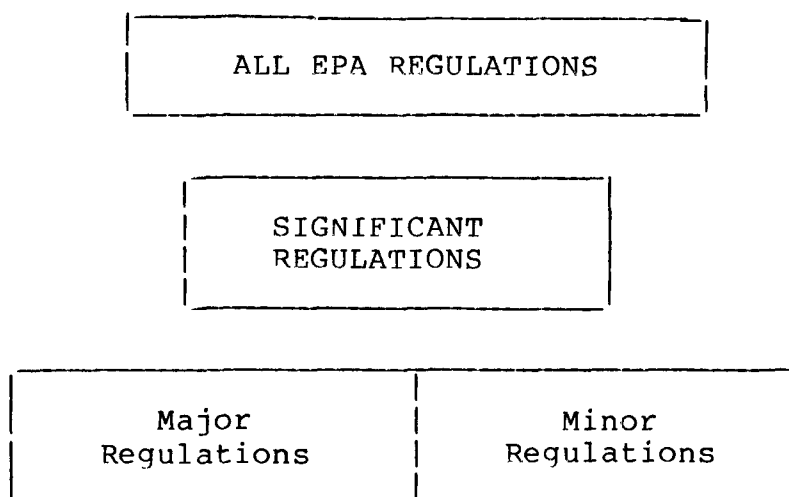 ALL EPA REGULATIONS
SIGNIFICANT
REGULATIONS
Major
Regulations
Minor
Regulations